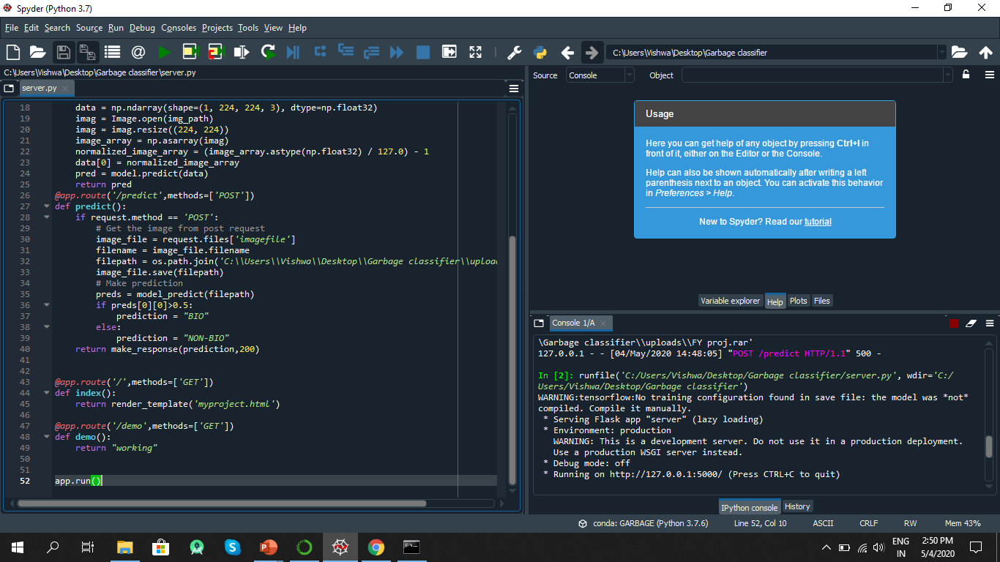 Spyder (Python 3.7)
File Edit Search Source Run Debug Consoles Projects Tools View Help
C:\Users\Vishwa\Desktop\Garbage classifier
C:\Users\Vishwa\Desktop\Garbage classifier\server.py
server.py
18 data = np.ndarray(shape=(1, 224, 224, 3), dtype=np.float32)
19 imag = Image.open(img_path)
20 imag = imag.resize((224, 224))
21 image_array = np.asarray(imag)
22 normalized_image_array = (image_array.astype(np.float32) / 127.0) - 1
23 data[0] = normalized_image_array
24 pred = model.predict(data)
25 return pred
26 @app.route('/predict',methods=['POST'])
27 def predict():
28 if request.method == 'POST':
29 # Get the image from post request
30 image_file = request.files['imagefile']
31 filename = image_file.filename
32 filepath = os.path.join('C:\\Users\\Vishwa\\Desktop\\Garbage classifier\\uploa
33 image_file.save(filepath)
34 # Make prediction
35 preds = model_predict(filepath)
36 if preds[0][0]>0.5:
37 prediction = "BIO"
38 else:
39 prediction = "NON-BIO"
40 return make_response(prediction,200)
41
42
43 @app.route('/',methods=['GET'])
44 def index():
45 return render_template('myproject.html')
46
47 @app.route('/demo',methods=['GET'])
48 def demo():
49 return "working"
50
51
52 app.run()
Source Console Object
Usage
Here you can get help of any object by pressing Ctrl+I in
front of it, either on the Editor or the Console.
Help can also be shown automatically after writing a left
parenthesis next to an object. You can activate this behavior
in Preferences > Help.
New to Spyder? Read our tutorial
Variable explorer Help Plots Files
Console 1/A
\Garbage classifier\\uploads\\FY proj.rar'
127.0.0.1 - - [04/May/2020 14:48:05] "POST /predict HTTP/1.1" 500 -
In [2]: runfile('C:/Users/Vishwa/Desktop/Garbage classifier/server.py', wdir='C:/
Users/Vishwa/Desktop/Garbage classifier')
WARNING:tensorflow:No training configuration found in save file: the model was *not*
compiled. Compile it manually.
* Serving Flask app "server" (lazy loading)
* Environment: production
WARNING: This is a development server. Do not use it in a production deployment.
Use a production WSGI server instead.
* Debug mode: off
* Running on http://127.0.0.1:5000/ (Press CTRL+C to quit)
IPython console History
conda: GARBAGE (Python 3.7.6) Line 52, Col 10 ASCII CRLF RW Mem 43%
ENG
IN
2:50 PM
5/4/2020